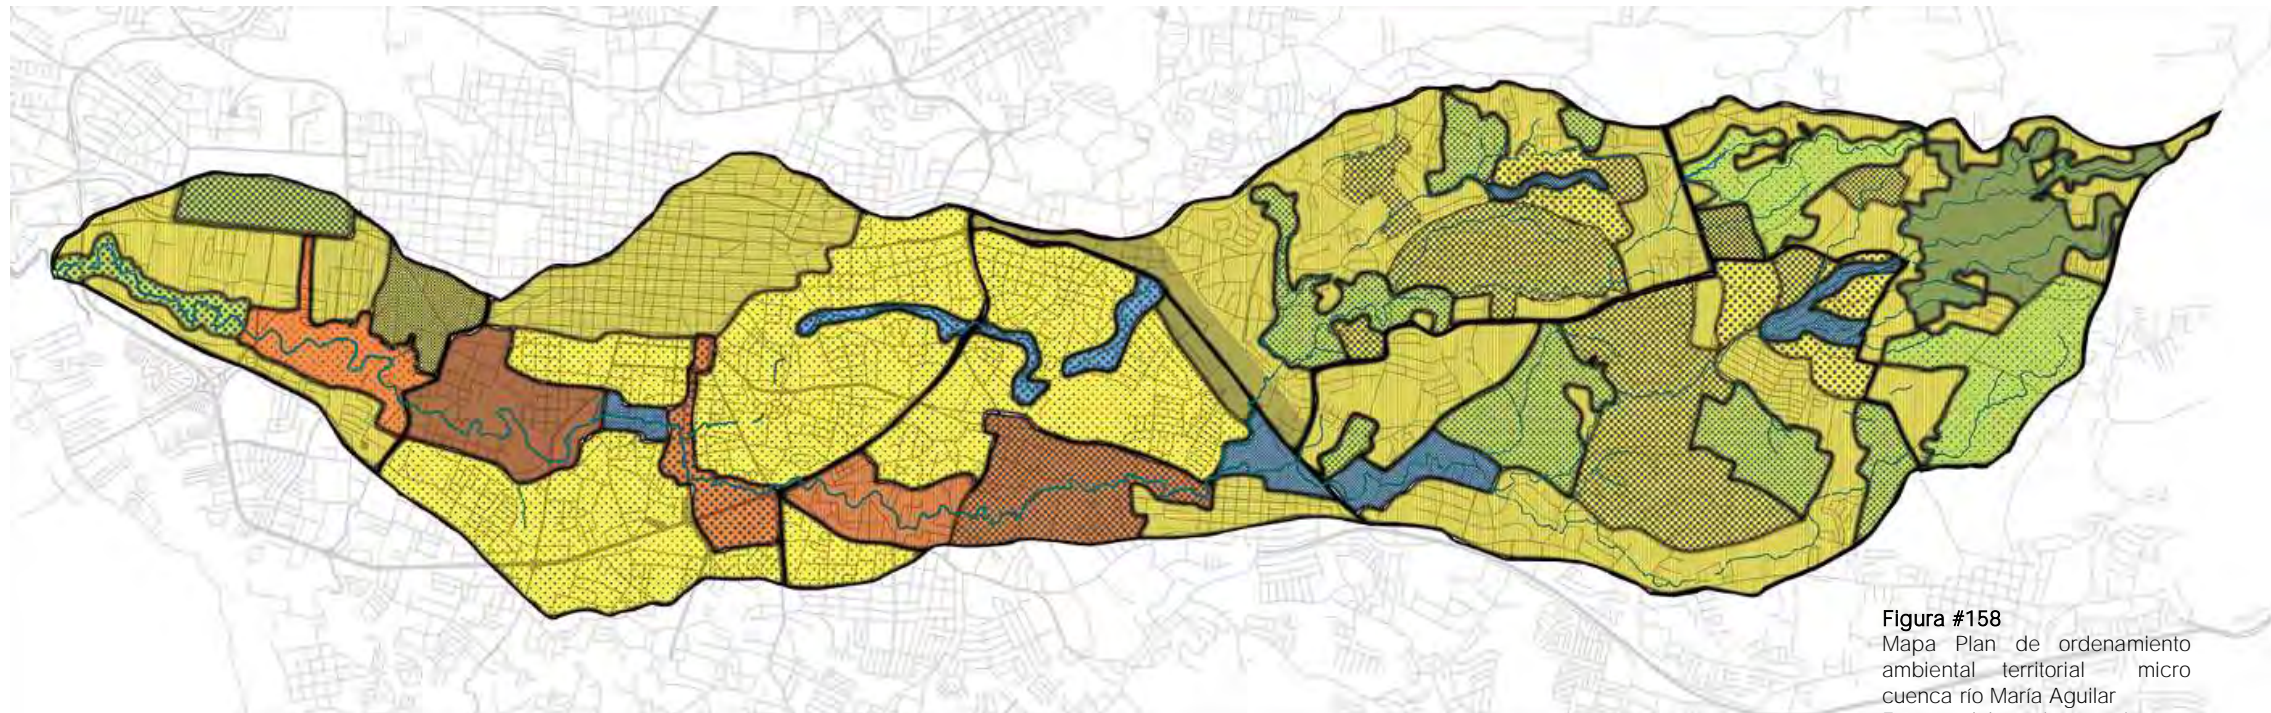 Figura #158
Mapa Plan de ordenamiento
ambiental territorial micro
cuenca río María Aguilar